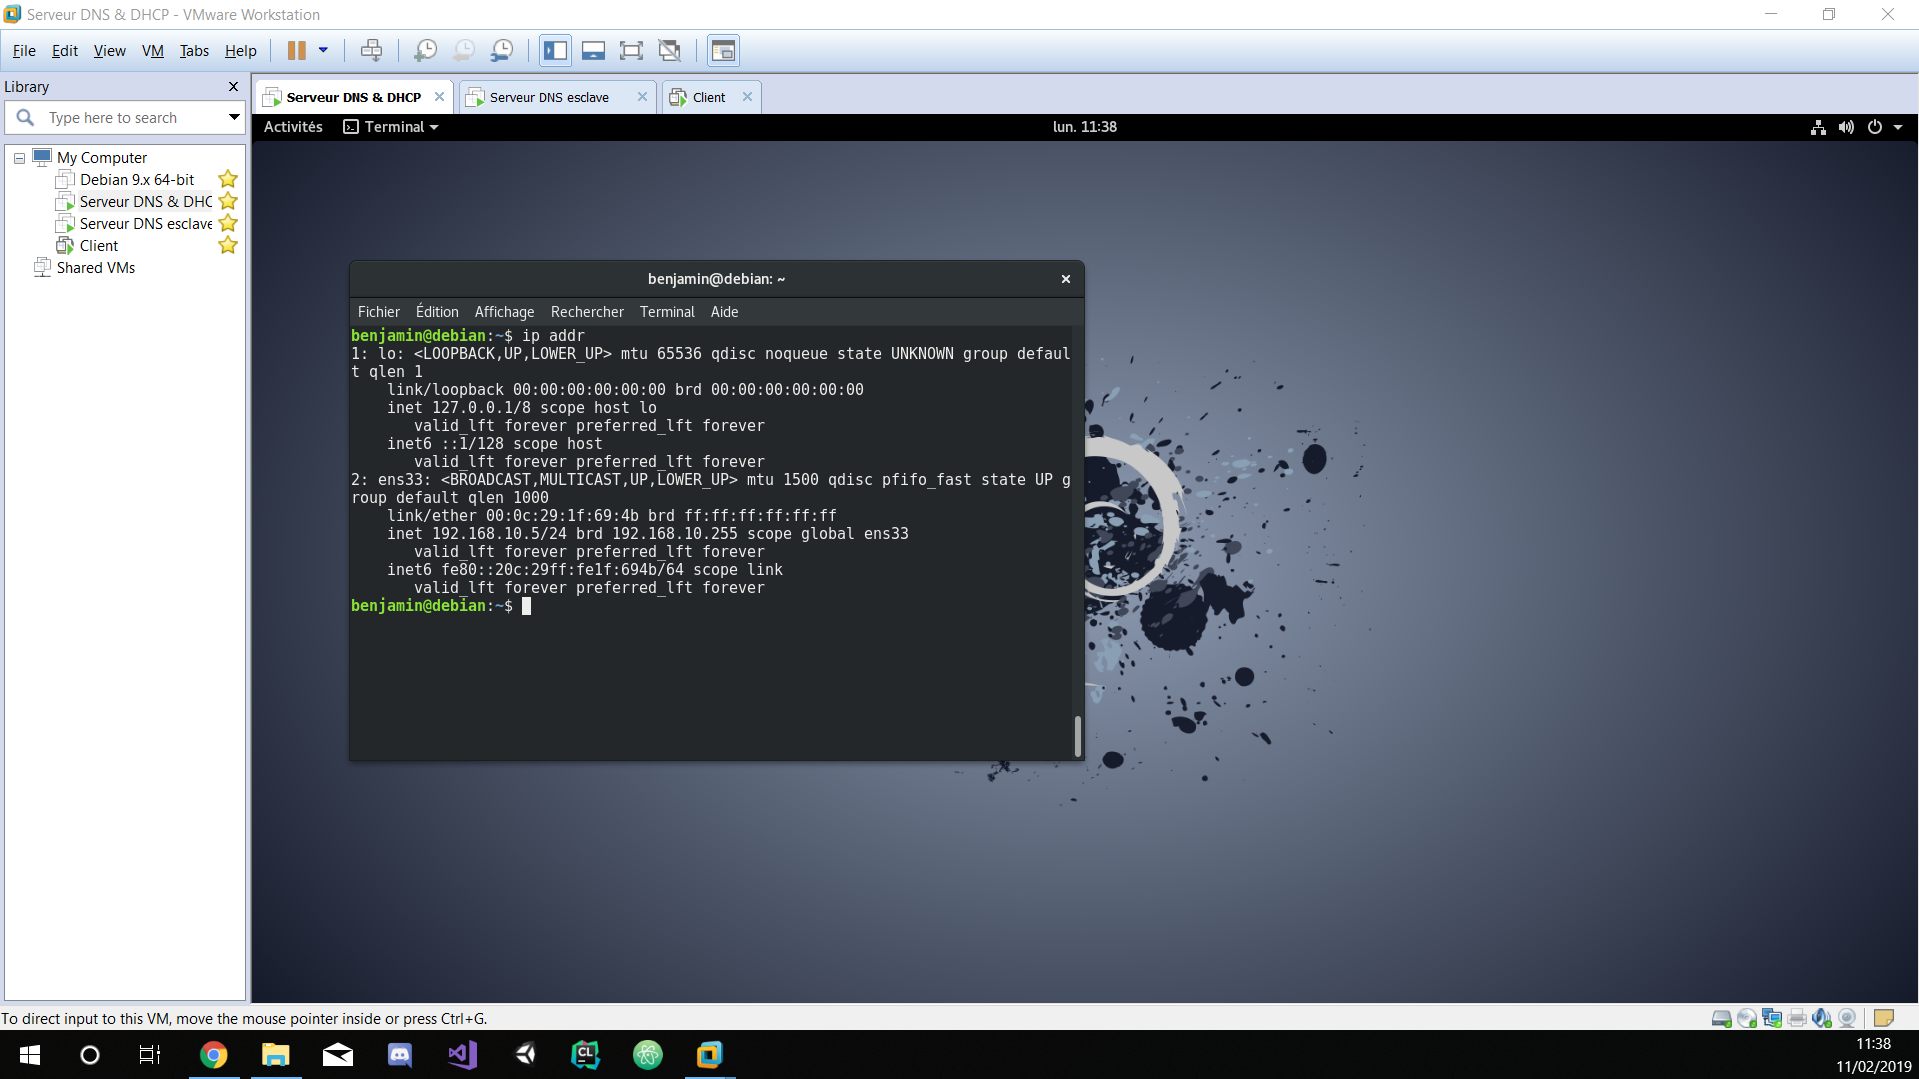 Serveur DNS & DHCP - VMware Workstation
File Edit View VM Tabs Help
Library
Type here to search
My Computer
Debian 9.x 64-bit
Serveur DNS & DHC
Serveur DNS esclave
Client
Shared VMs
Serveur DNS & DHCP
Serveur DNS esclave
Client
Activités Terminal lun. 11:38
benjamin@debian: ~
Fichier Édition Affichage Rechercher Terminal Aide
benjamin@debian:~$ ip addr
1: lo: <LOOPBACK,UP,LOWER_UP> mtu 65536 qdisc noqueue state UNKNOWN group defaul
t qlen 1
link/loopback 00:00:00:00:00:00 brd 00:00:00:00:00:00
inet 127.0.0.1/8 scope host lo
valid_lft forever preferred_lft forever
inet6 ::1/128 scope host
valid_lft forever preferred_lft forever
2: ens33: <BROADCAST,MULTICAST,UP,LOWER_UP> mtu 1500 qdisc pfifo_fast state UP g
roup default qlen 1000
link/ether 00:0c:29:1f:69:4b brd ff:ff:ff:ff:ff:ff
inet 192.168.10.5/24 brd 192.168.10.255 scope global ens33
valid_lft forever preferred_lft forever
inet6 fe80::20c:29ff:fe1f:694b/64 scope link
valid_lft forever preferred_lft forever
benjamin@debian:~$
To direct input to this VM, move the mouse pointer inside or press Ctrl+G.
CL
11:38
11/02/2019